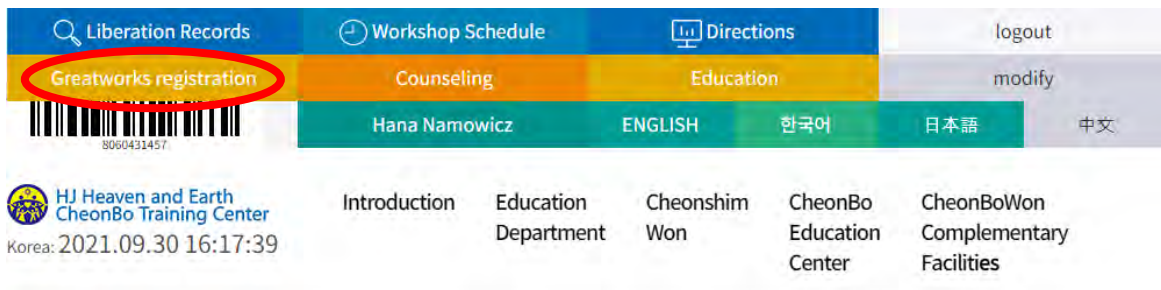 Liberation Records
Workshop Schedule
Directions
logout
Greatworks registration
Counseling
Education
modify
8060431457
Hana Namowicz
ENGLISH
한국어
日本語
中文
HJ Heaven and Earth
CheonBo Training Center
Korea: 2021.09.30 16:17:39
Introduction
Education
Department
Cheonshim
Won
CheonBo
Education
Center
CheonBoWon
Complementary
Facilities